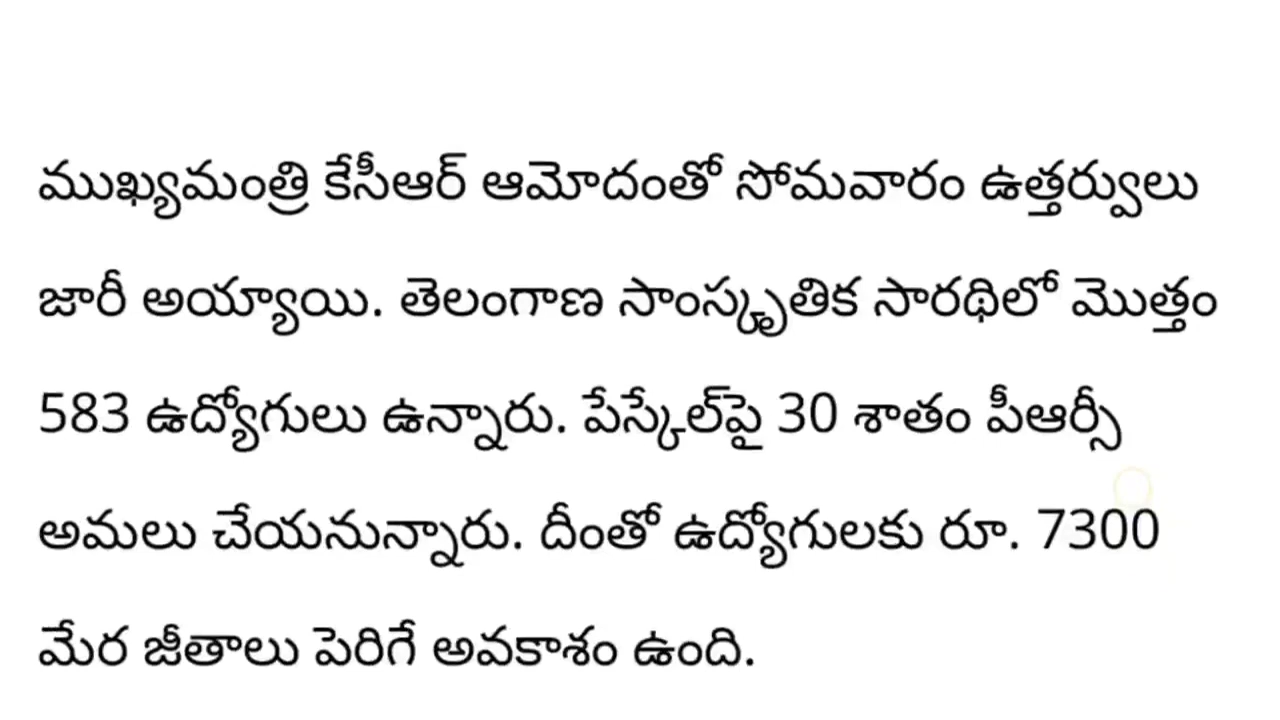 ముఖ్యమంత్రి కేసీఆర్ ఆమోదంతో సోమవారం ఉత్తర్వులు
జారీ అయ్యాయి. తెలంగాణ సాంస్కృతిక సారథిలో మొత్తం
583 ఉద్యోగులు ఉన్నారు. పేస్కేల్‌పై 30 శాతం పీఆర్సీ
అమలు చేయనున్నారు. దీంతో ఉద్యోగులకు రూ. 7300
మేర జీతాలు పెరిగే అవకాశం ఉంది.